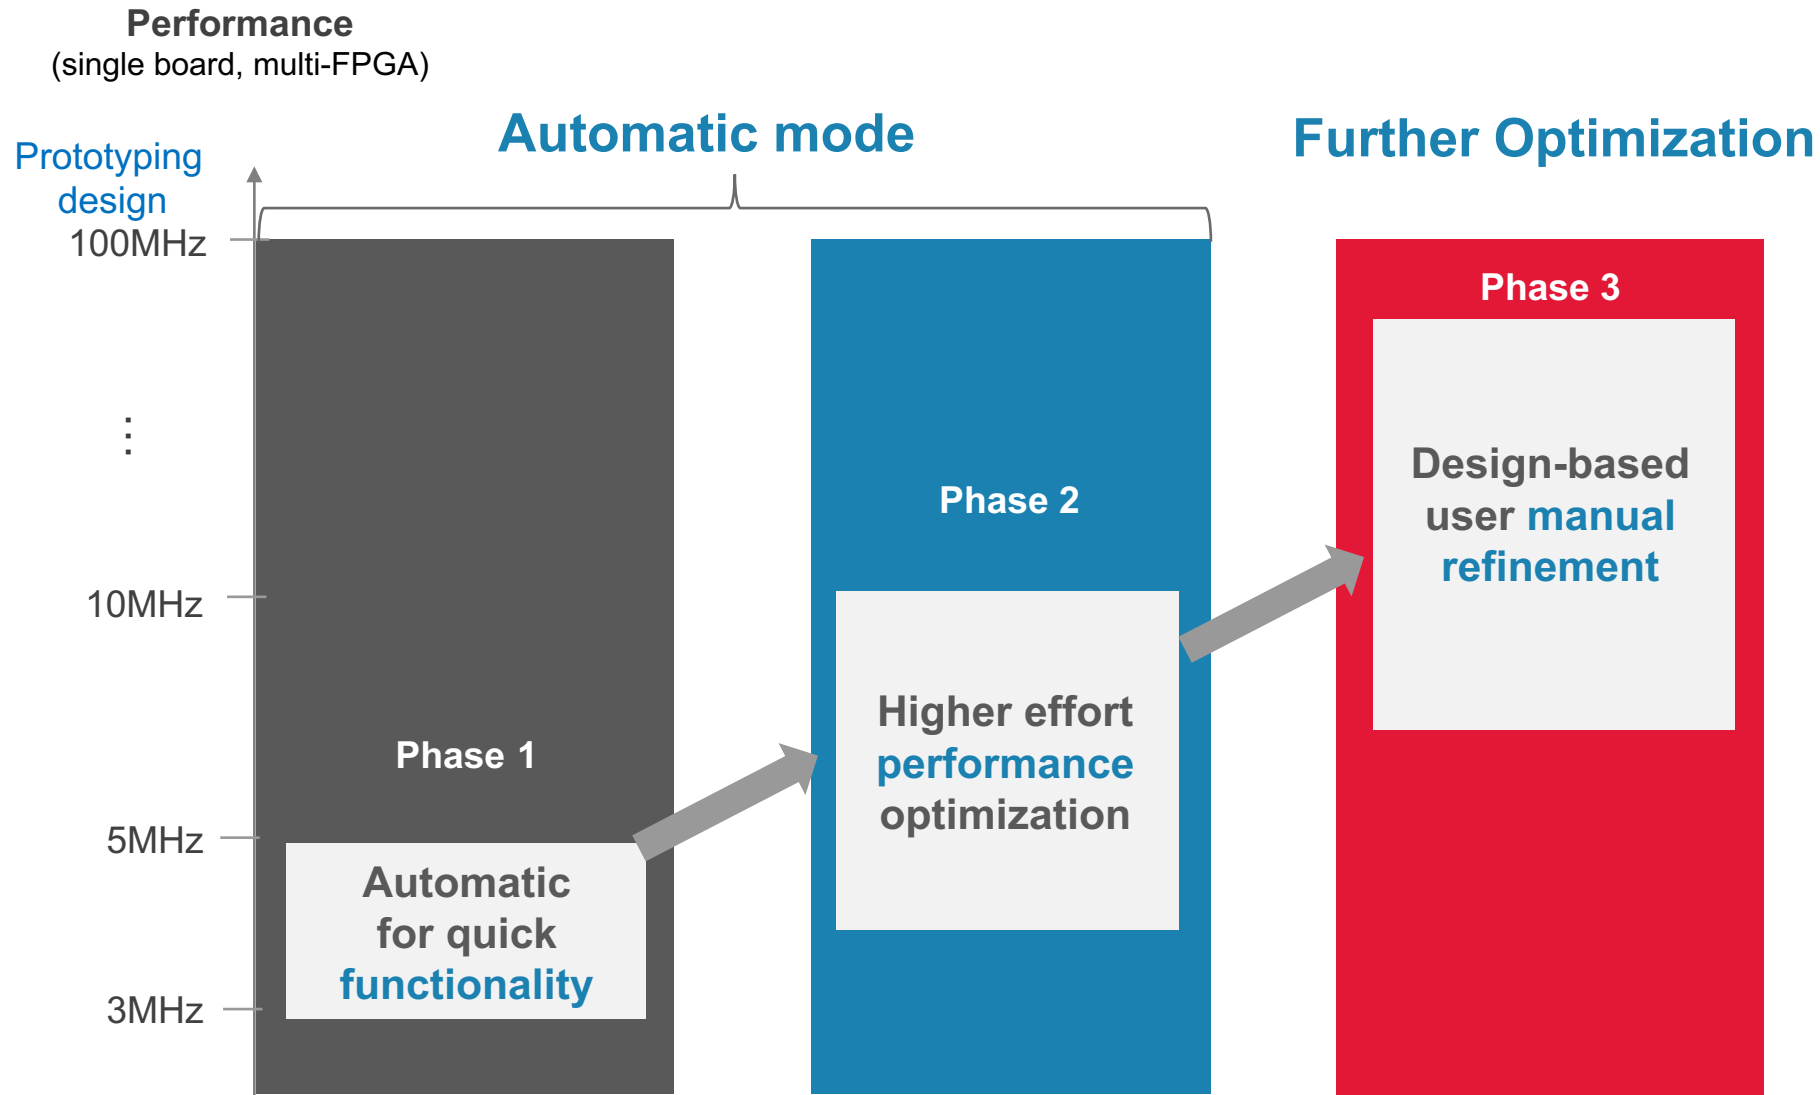 Performance
(single board, multi-FPGA)
Automatic mode
Further Optimization
Prototyping
design
100MHz
⋮
10MHz
5MHz
3MHz
Phase 1
Automatic
for quick
functionality
Phase 2
Higher effort
performance
optimization
Phase 3
Design-based
user manual
refinement